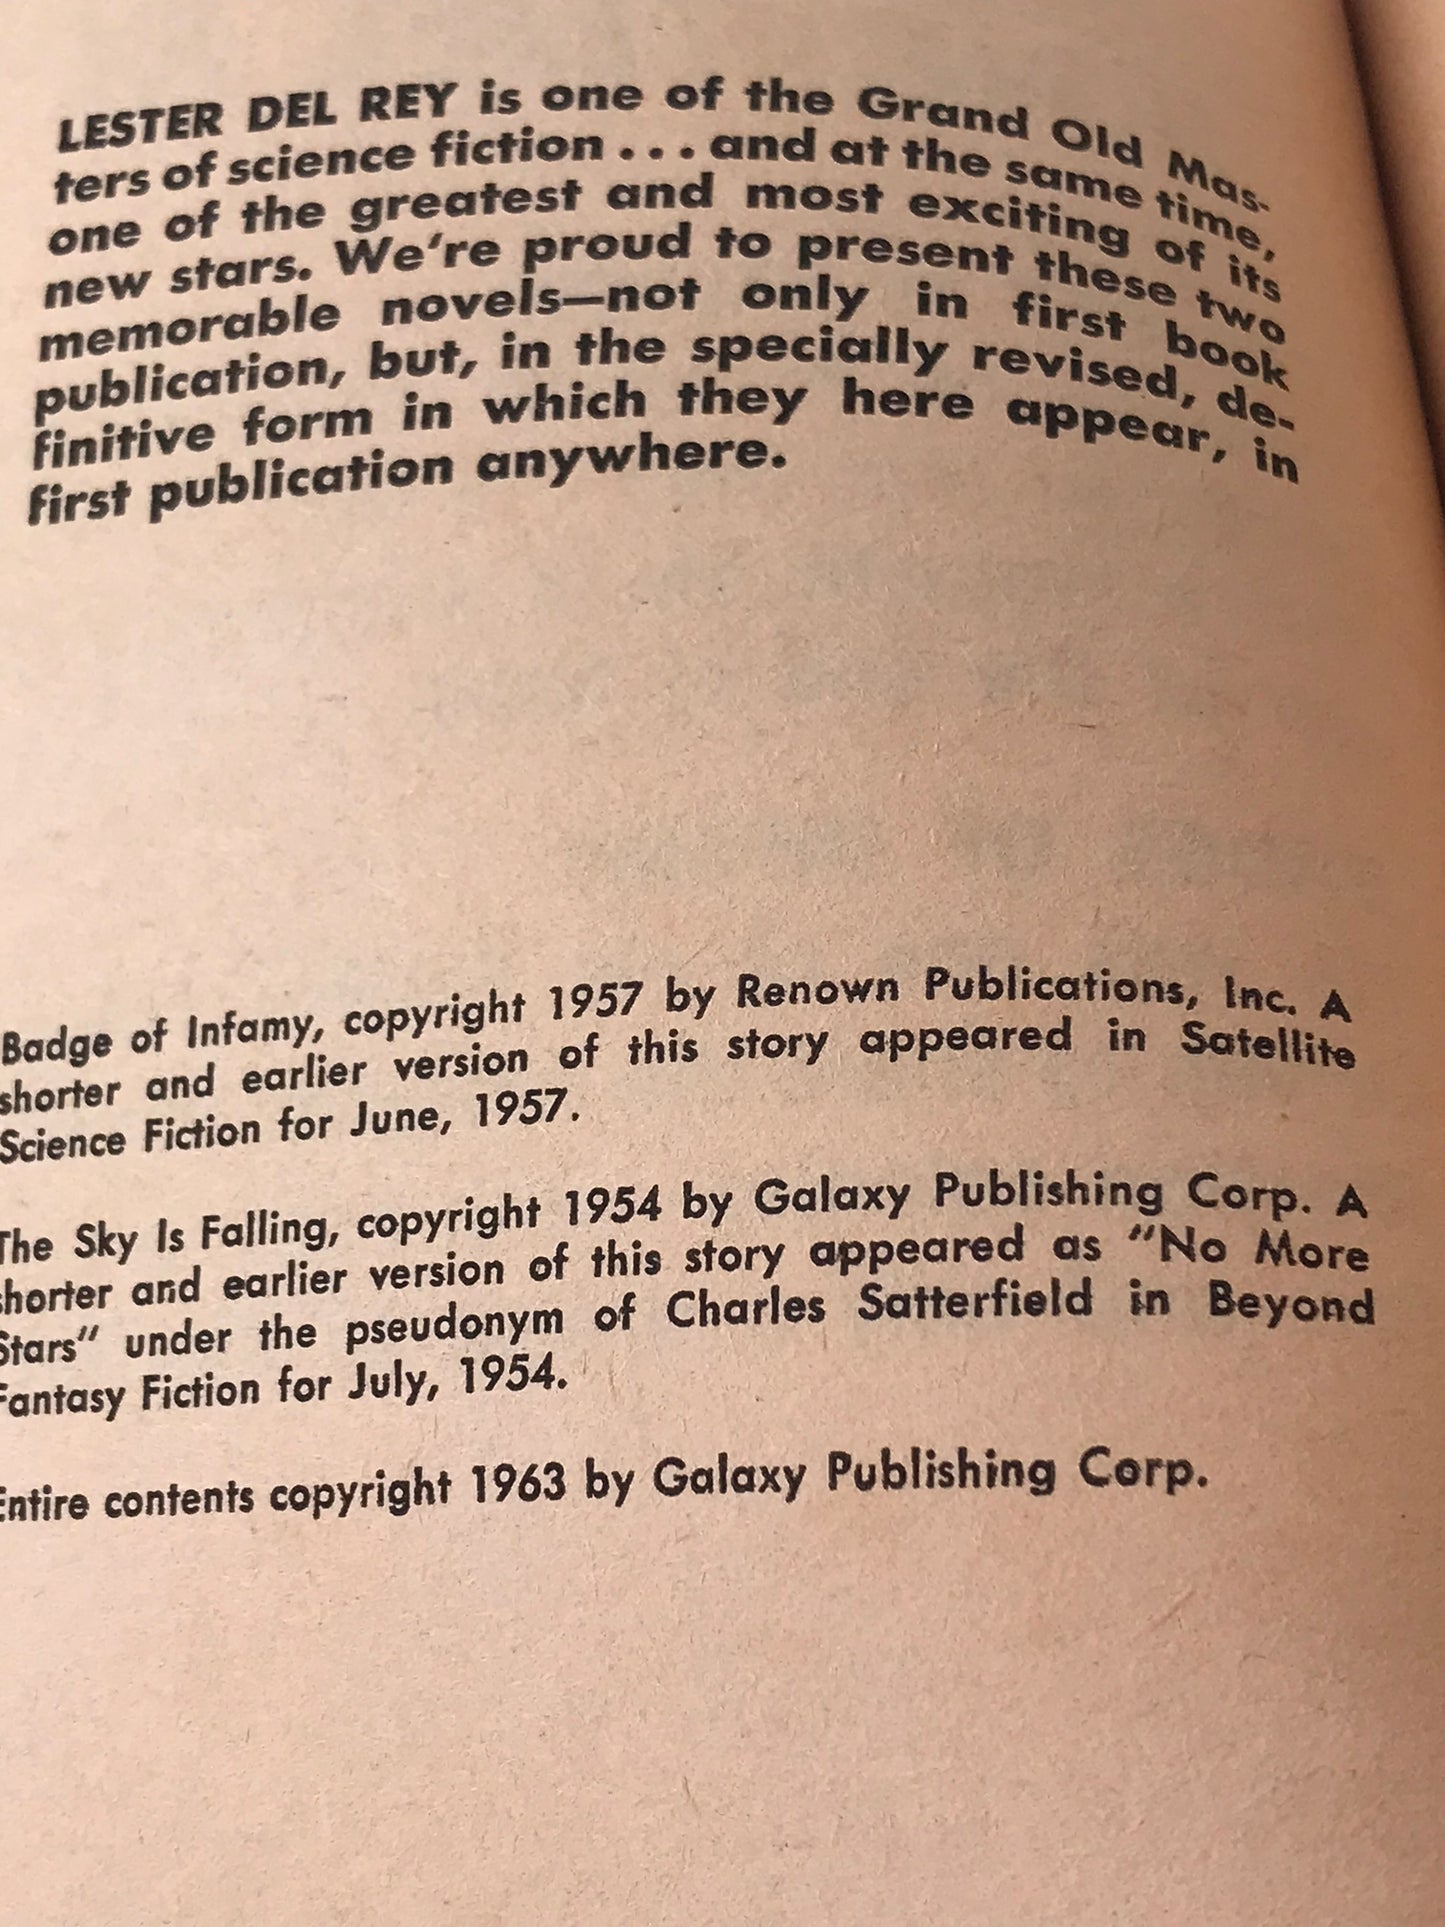 LESTER DEL REY is one of the Grand Old Mas-
ters of science fiction . . . and at the same time,
one of the greatest and most exciting of its
new stars. We're proud to present these two
memorable novels—not only in first book
publication, but, in the specially revised, de-
finitive form in which they here appear, in
first publication anywhere.
Badge of Infamy, copyright 1957 by Renown Publications, Inc. A
shorter and earlier version of this story appeared in Satellite
Science Fiction for June, 1957.
The Sky Is Falling, copyright 1954 by Galaxy Publishing Corp. A
shorter and earlier version of this story appeared as "No More
Stars" under the pseudonym of Charles Satterfield in Beyond
Fantasy Fiction for July, 1954.
Entire contents copyright 1963 by Galaxy Publishing Corp.